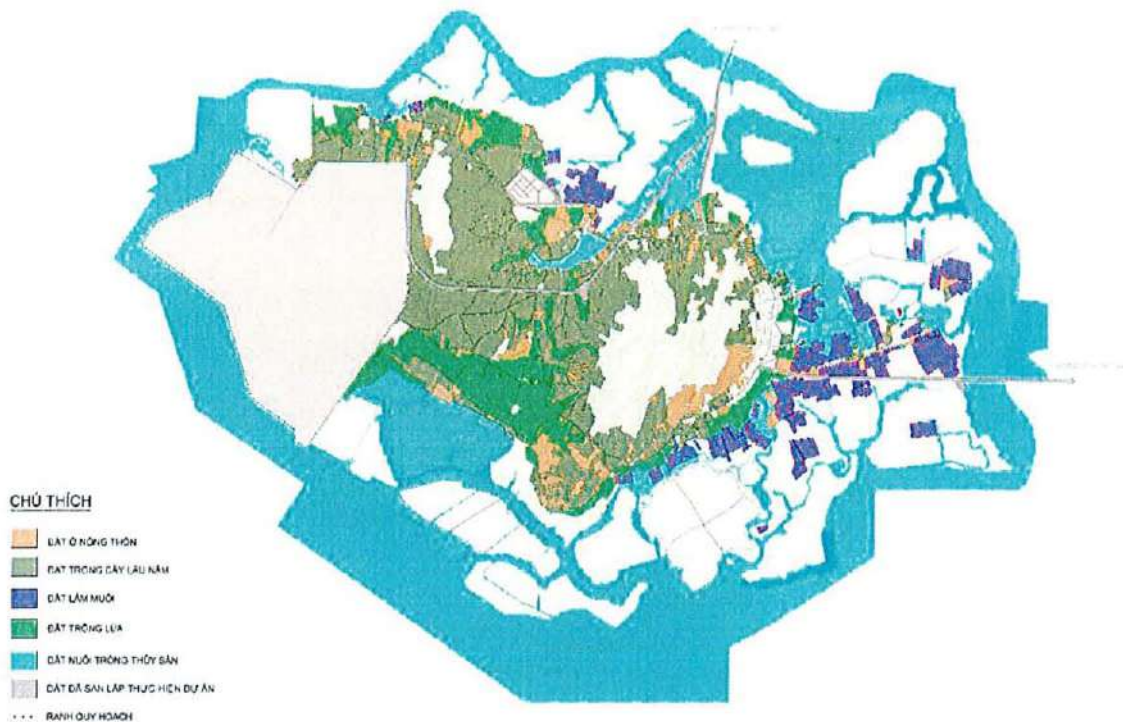 CHÚ THÍCH
ĐẤT Ở NÔNG THÔN
ĐẤT TRỒNG CÂY LÂU NĂM
ĐẤT LÀM MUỐI
ĐẤT TRỒNG LÚA
ĐẤT NUÔI TRỒNG THỦY SẢN
ĐẤT ĐÃ SAN LẤP THỰC HIỆN DỰ ÁN
RANH QUY HOẠCH